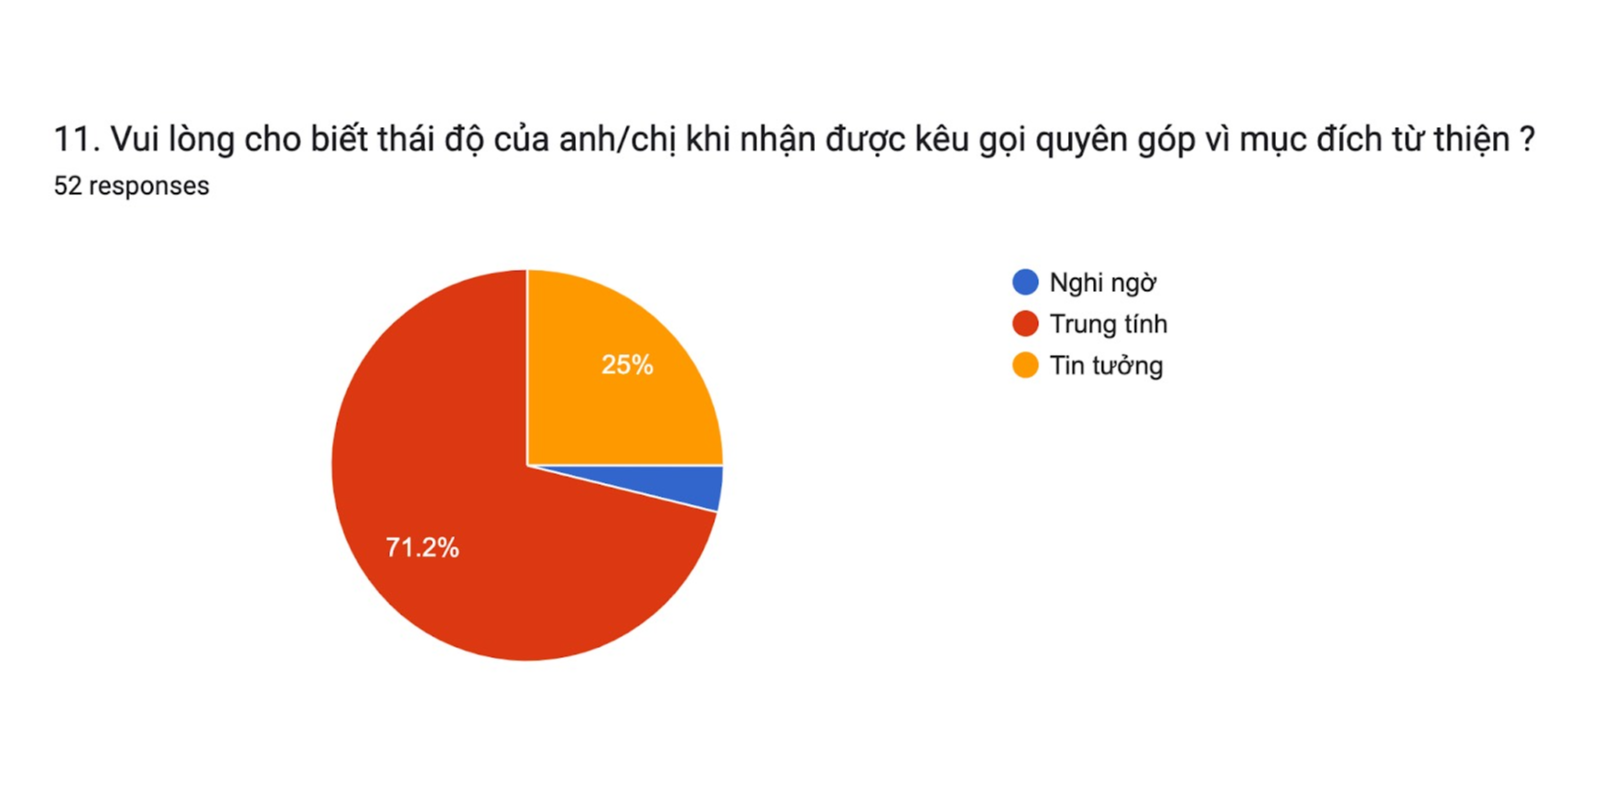 11. Vui lòng cho biết thái độ của anh/chị khi nhận được kêu gọi quyên góp vì mục đích từ thiện ?
52 responses
25%
71.2%
Nghi ngờ
Trung tính
Tin tưởng